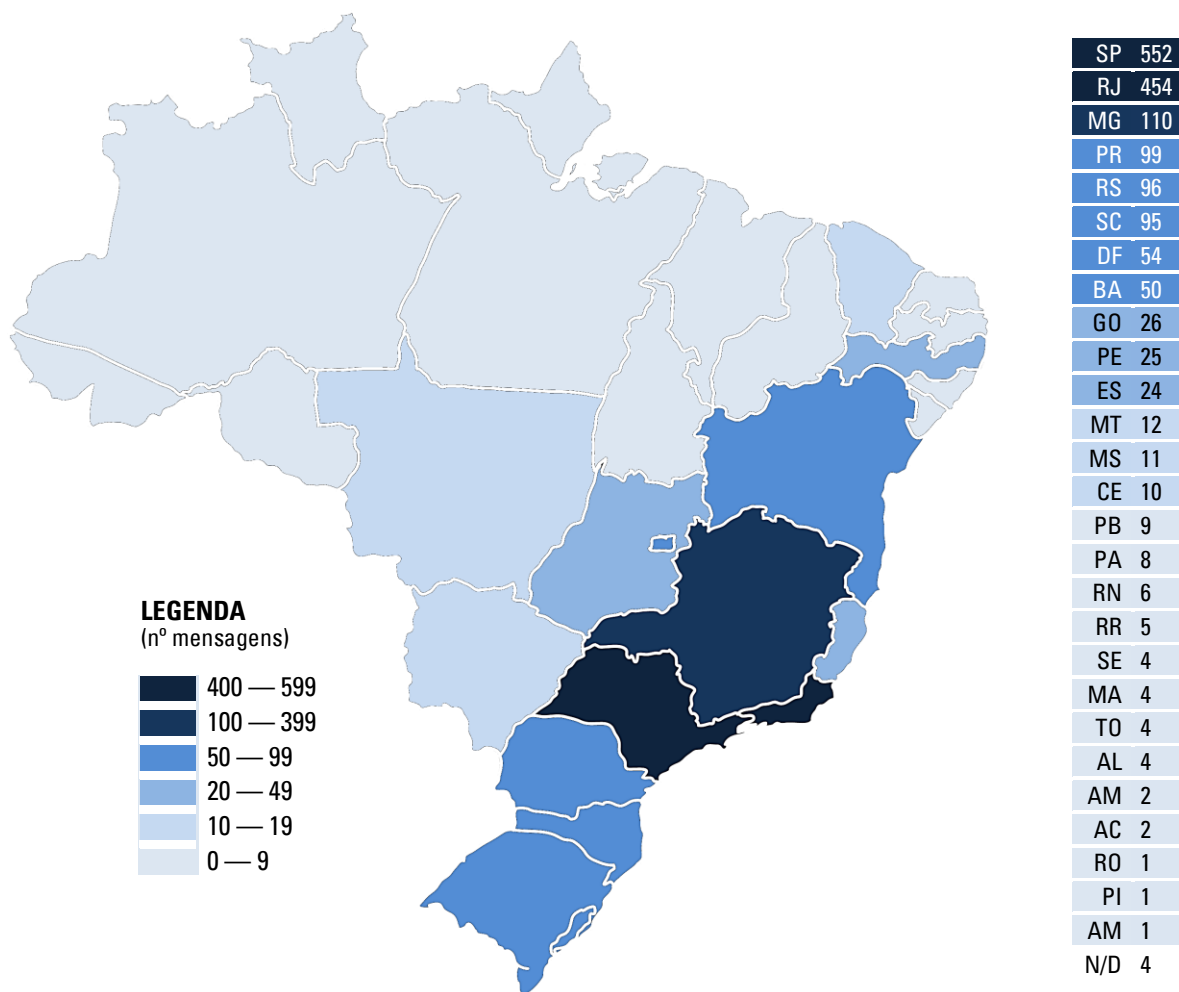 SP 552
RJ 454
MG 110
PR 99
RS 96
SC 95
DF 54
BA 50
GO 26
PE 25
ES 24
MT 12
MS 11
CE 10
PB 9
PA 8
RN 6
RR 5
SE 4
MA 4
TO 4
AL 4
AM 2
AC 2
RO 1
PI 1
AM 1
N/D 4
LEGENDA
(nº mensagens)
400 — 599
100 — 399
50 — 99
20 — 49
10 — 19
0 — 9